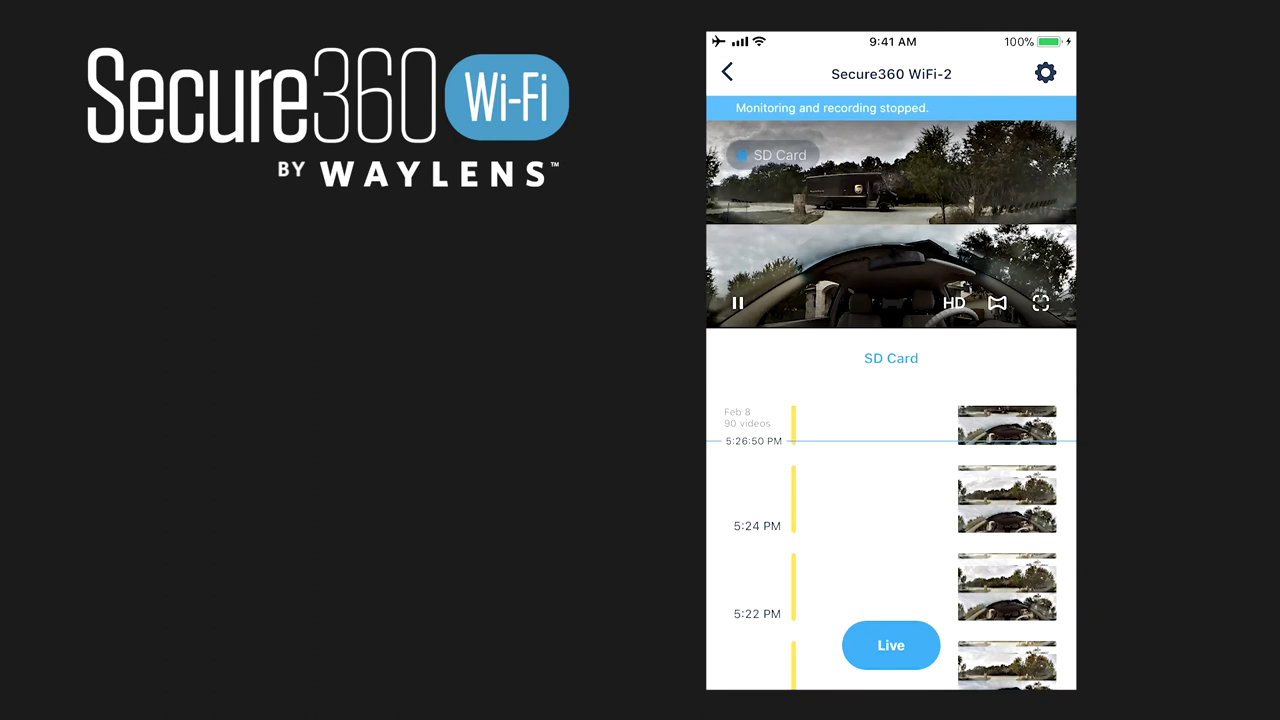 Secure360 Wi-Fi
BY WAYLENS™
9:41 AM
100%
Secure360 WiFi-2
Monitoring and recording stopped.
SD Card
HD
SD Card
Feb 8
90 videos
5:26:50 PM
5:24 PM
5:22 PM
Live